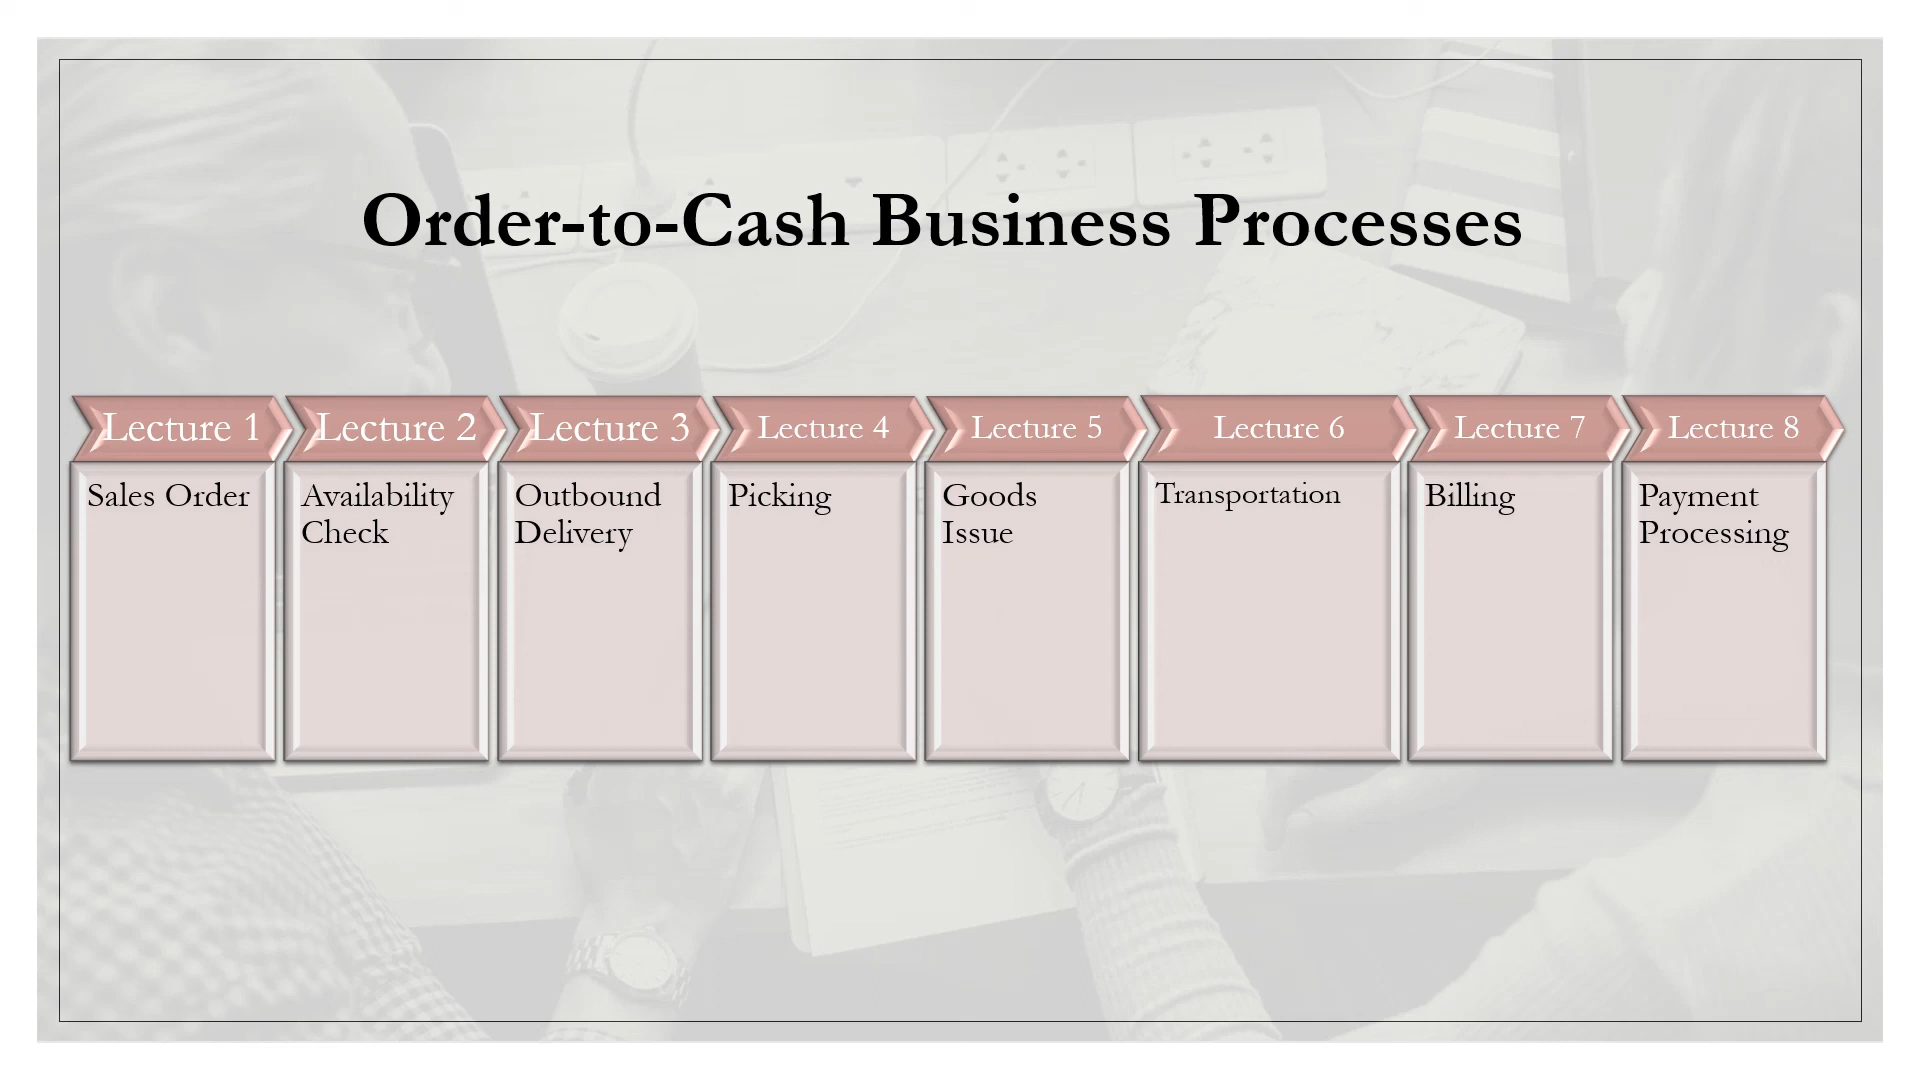 Order-to-Cash Business Processes
Lecture 1
Sales Order
Lecture 2
Availability
Check
Lecture 3
Outbound
Delivery
Lecture 4
Picking
Lecture 5
Goods
Issue
Lecture 6
Transportation
Lecture 7
Billing
Lecture 8
Payment
Processing